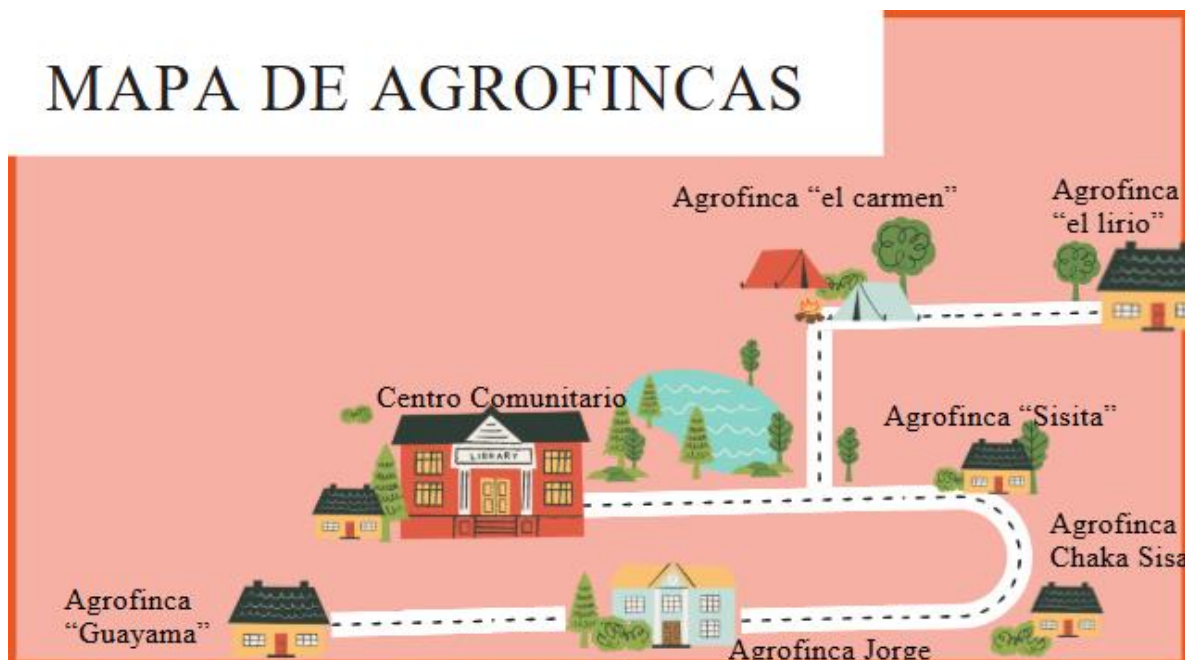 MAPA DE AGROFINCAS
Agrofinca “el carmen”
Agrofinca
“el lirio”
Centro Comunitario
LIBRARY
Agrofinca “Sisita”
Agrofinca
Chaka Sisa
Agrofinca
“Guayama”
Agrofinca Jorge